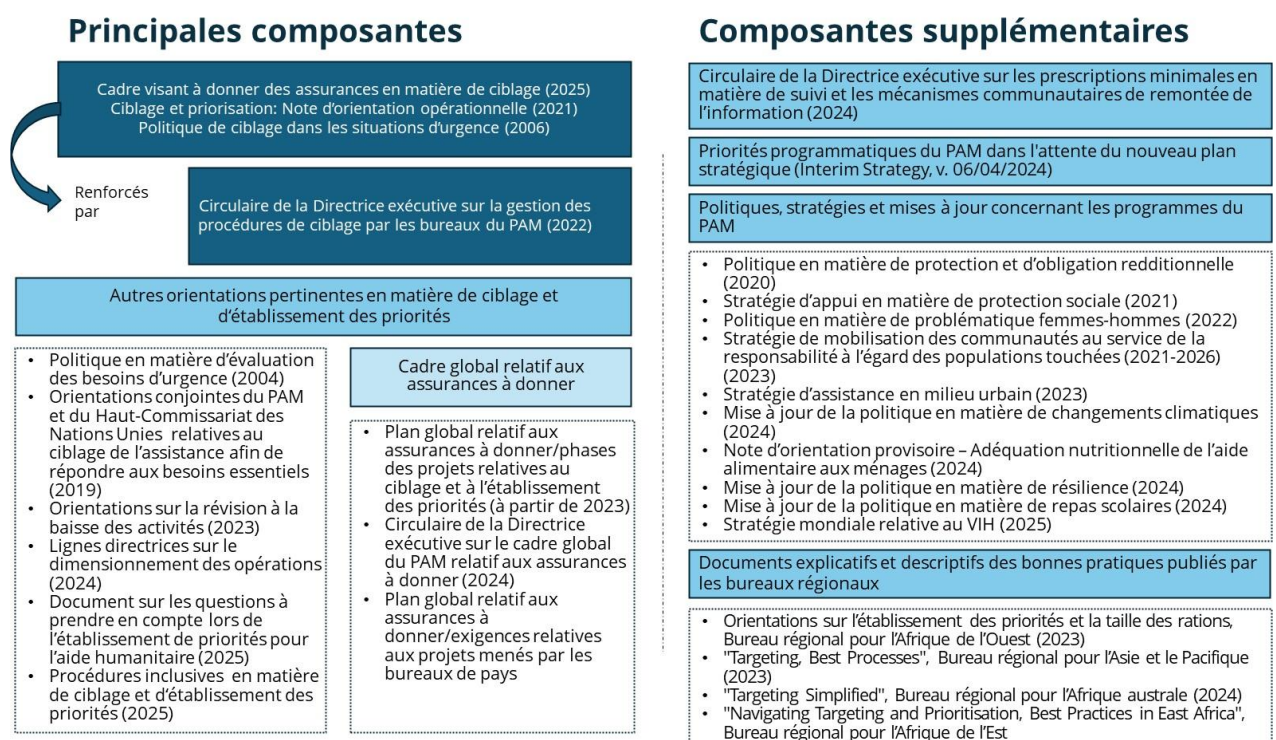 Principales composantes
Cadre visant à donner des assurances en matière de ciblage (2025)
Ciblage et priorisation: Note d'orientation opérationnelle (2021)
Politique de ciblage dans les situations d'urgence (2006)
Renforcés
par
Circulaire de la Directrice exécutive sur la gestion des
procédures de ciblage par les bureaux du PAM (2022)
Autres orientations pertinentes en matière de ciblage et
d'établissement des priorités
• Politique en matière d'évaluation
des besoins d'urgence (2004)
• Orientations conjointes du PAM
et du Haut-Commissariat des
Nations Unies relatives au
ciblage de l'assistance afin de
répondre aux besoins essentiels
(2019)
• Orientations sur la révision à la
baisse des activités (2023)
• Lignes directrices sur le
dimensionnement des opérations
(2024)
• Document sur les questions à
prendre en compte lors de
l'établissement de priorités pour
l'aide humanitaire (2025)
• Procédures inclusives en matière
de ciblage et d'établissement des
priorités (2025)
Cadre global relatif aux
assurances à donner
• Plan global relatif aux
assurances à donner/phases
des projets relatives au
ciblage et à l'établissement
des priorités (à partir de 2023)
• Circulaire de la Directrice
exécutive sur le cadre global
du PAM relatif aux assurances
à donner (2024)
• Plan global relatif aux
assurances à
donner/exigences relatives
aux projets menés par les
bureaux de pays
Composantes supplémentaires
Circulaire de la Directrice exécutive sur les prescriptions minimales en
matière de suivi et les mécanismes communautaires de remontée de
l'information (2024)
Priorités programmatiques du PAM dans l'attente du nouveau plan
stratégique (Interim Strategy, v. 06/04/2024)
Politiques, stratégies et mises à jour concernant les programmes du
PAM
• Politique en matière de protection et d'obligation redditionnelle
(2020)
• Stratégie d'appui en matière de protection sociale (2021)
• Politique en matière de problématique femmes-hommes (2022)
• Stratégie de mobilisation des communautés au service de la
responsabilité à l'égard des populations touchées (2021-2026)
(2023)
• Stratégie d'assistance en milieu urbain (2023)
• Mise à jour de la politique en matière de changements climatiques
(2024)
• Note d'orientation provisoire – Adéquation nutritionnelle de l'aide
alimentaire aux ménages (2024)
• Mise à jour de la politique en matière de résilience (2024)
• Mise à jour de la politique en matière de repas scolaires (2024)
• Stratégie mondiale relative au VIH (2025)
Documents explicatifs et descriptifs des bonnes pratiques publiés par
les bureaux régionaux
• Orientations sur l'établissement des priorités et la taille des rations,
Bureau régional pour l'Afrique de l'Ouest (2023)
• "Targeting, Best Processes", Bureau régional pour l'Asie et le Pacifique
(2023)
• "Targeting Simplified", Bureau régional pour l'Afrique australe (2024)
• "Navigating Targeting and Prioritisation, Best Practices in East Africa",
Bureau régional pour l'Afrique de l'Est